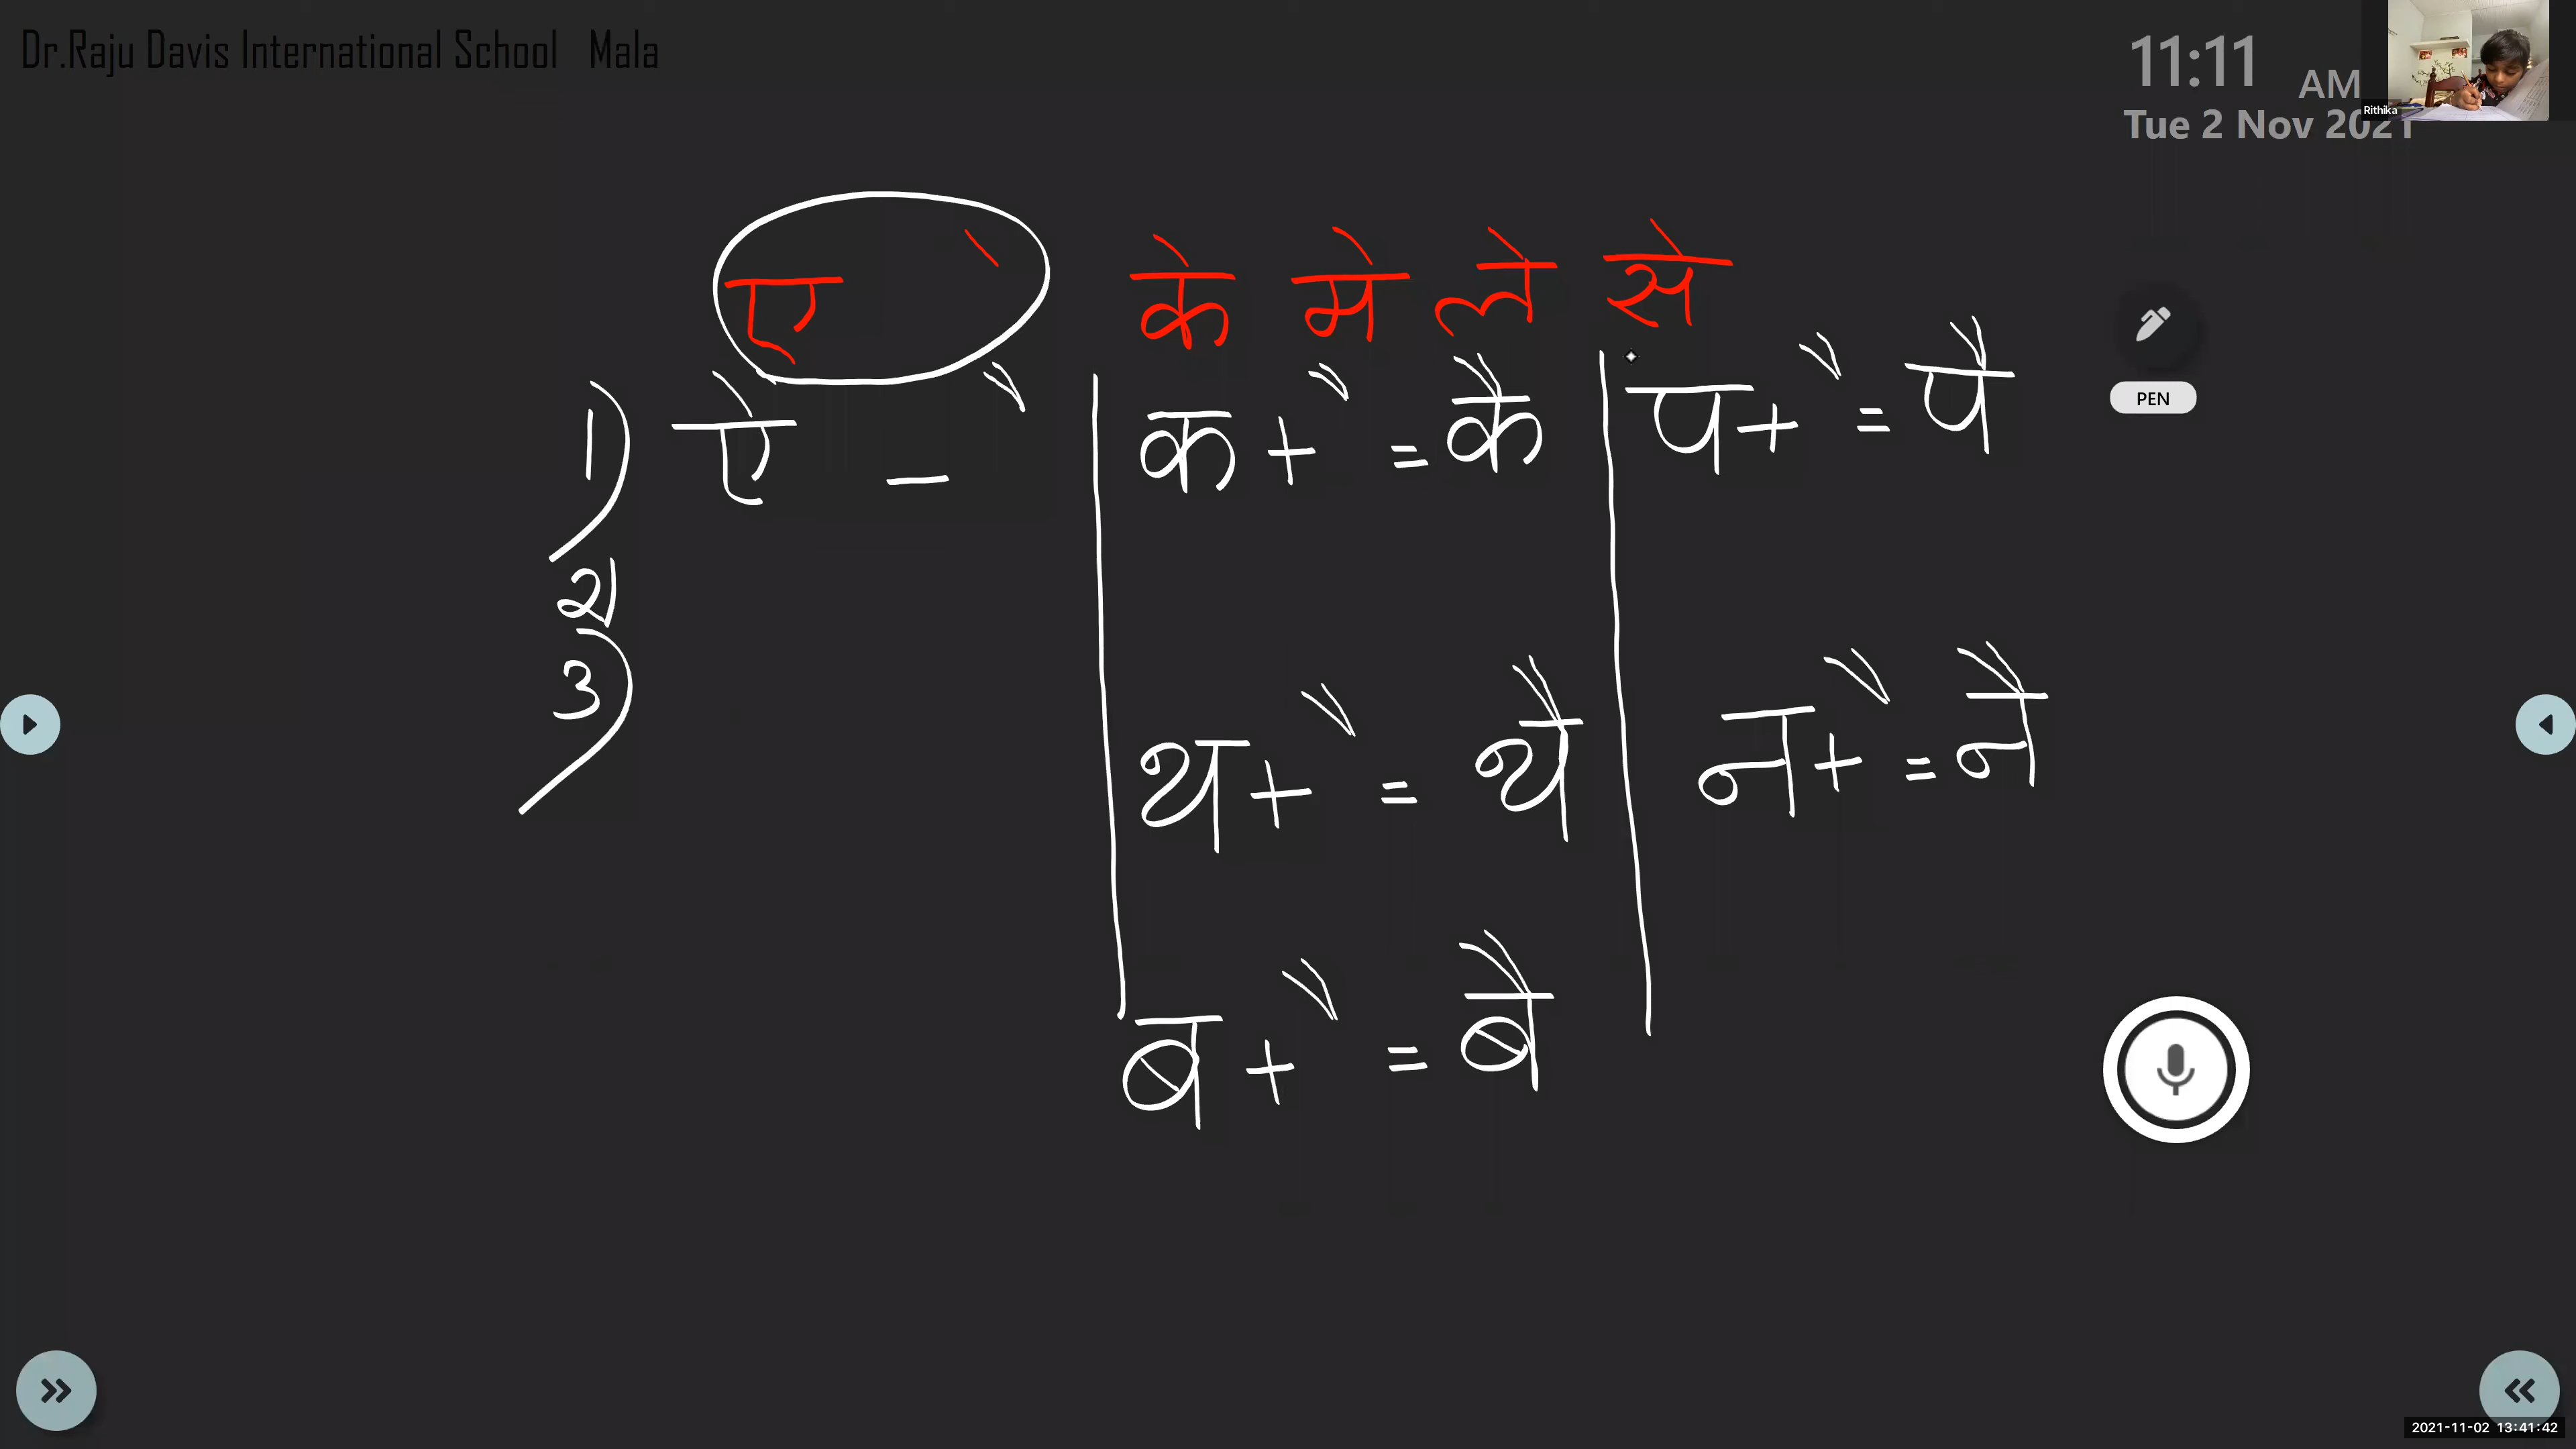 Dr.Raju Davis International School Mala
11:11 AM
Tue 2 Nov 2021
Rithika
ए े के मे ले से
1) ऐ - ै
क + ै = कै
प + ै = पै
PEN
2)
3)
थ + ै = थै
न + ै = नै
ब + ै = बै
2021-11-02 13:41:42